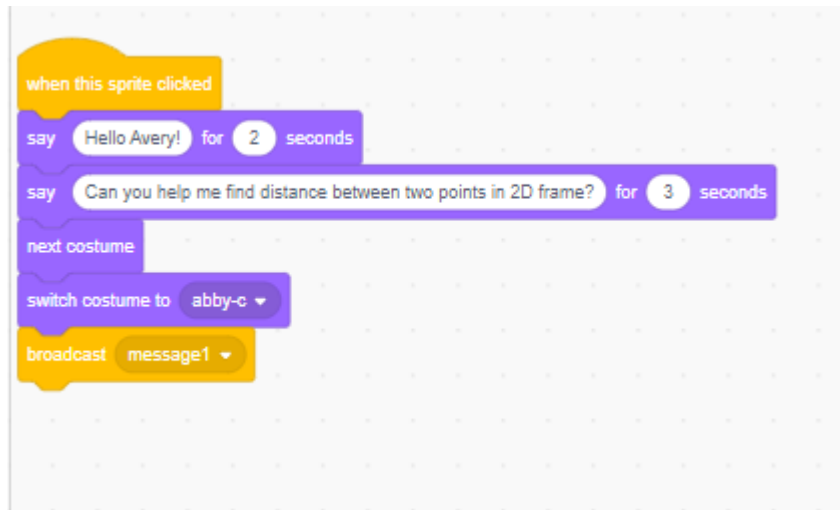 when this sprite clicked
say Hello Avery! for 2 seconds
say Can you help me find distance between two points in 2D frame? for 3 seconds
next costume
switch costume to abby-c
broadcast message1